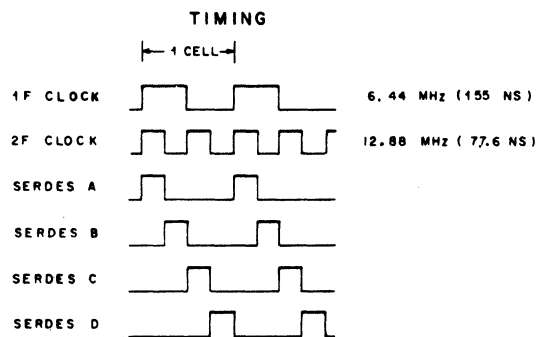 TIMING
1 CELL
1F CLOCK 6.44 MHz (155 NS)
2F CLOCK 12.88 MHz (77.6 NS)
SERDES A
SERDES B
SERDES C
SERDES D